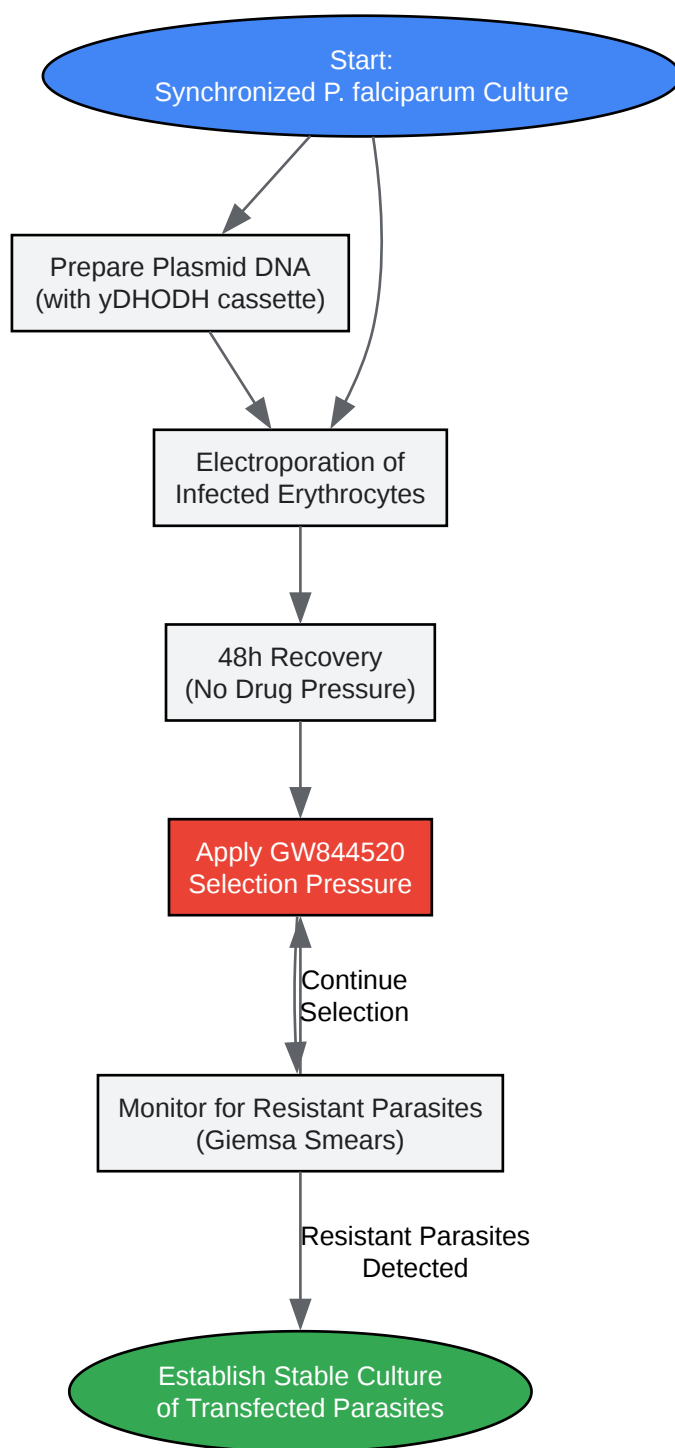 Start:
Synchronized P. falciparum Culture
Prepare Plasmid DNA
(with yDHODH cassette)
Electroporation of
Infected Erythrocytes
48h Recovery
(No Drug Pressure)
Apply GW844520
Selection Pressure
Continue
Selection
Monitor for Resistant Parasites
(Giemsa Smears)
Resistant Parasites
Detected
Establish Stable Culture
of Transfected Parasites